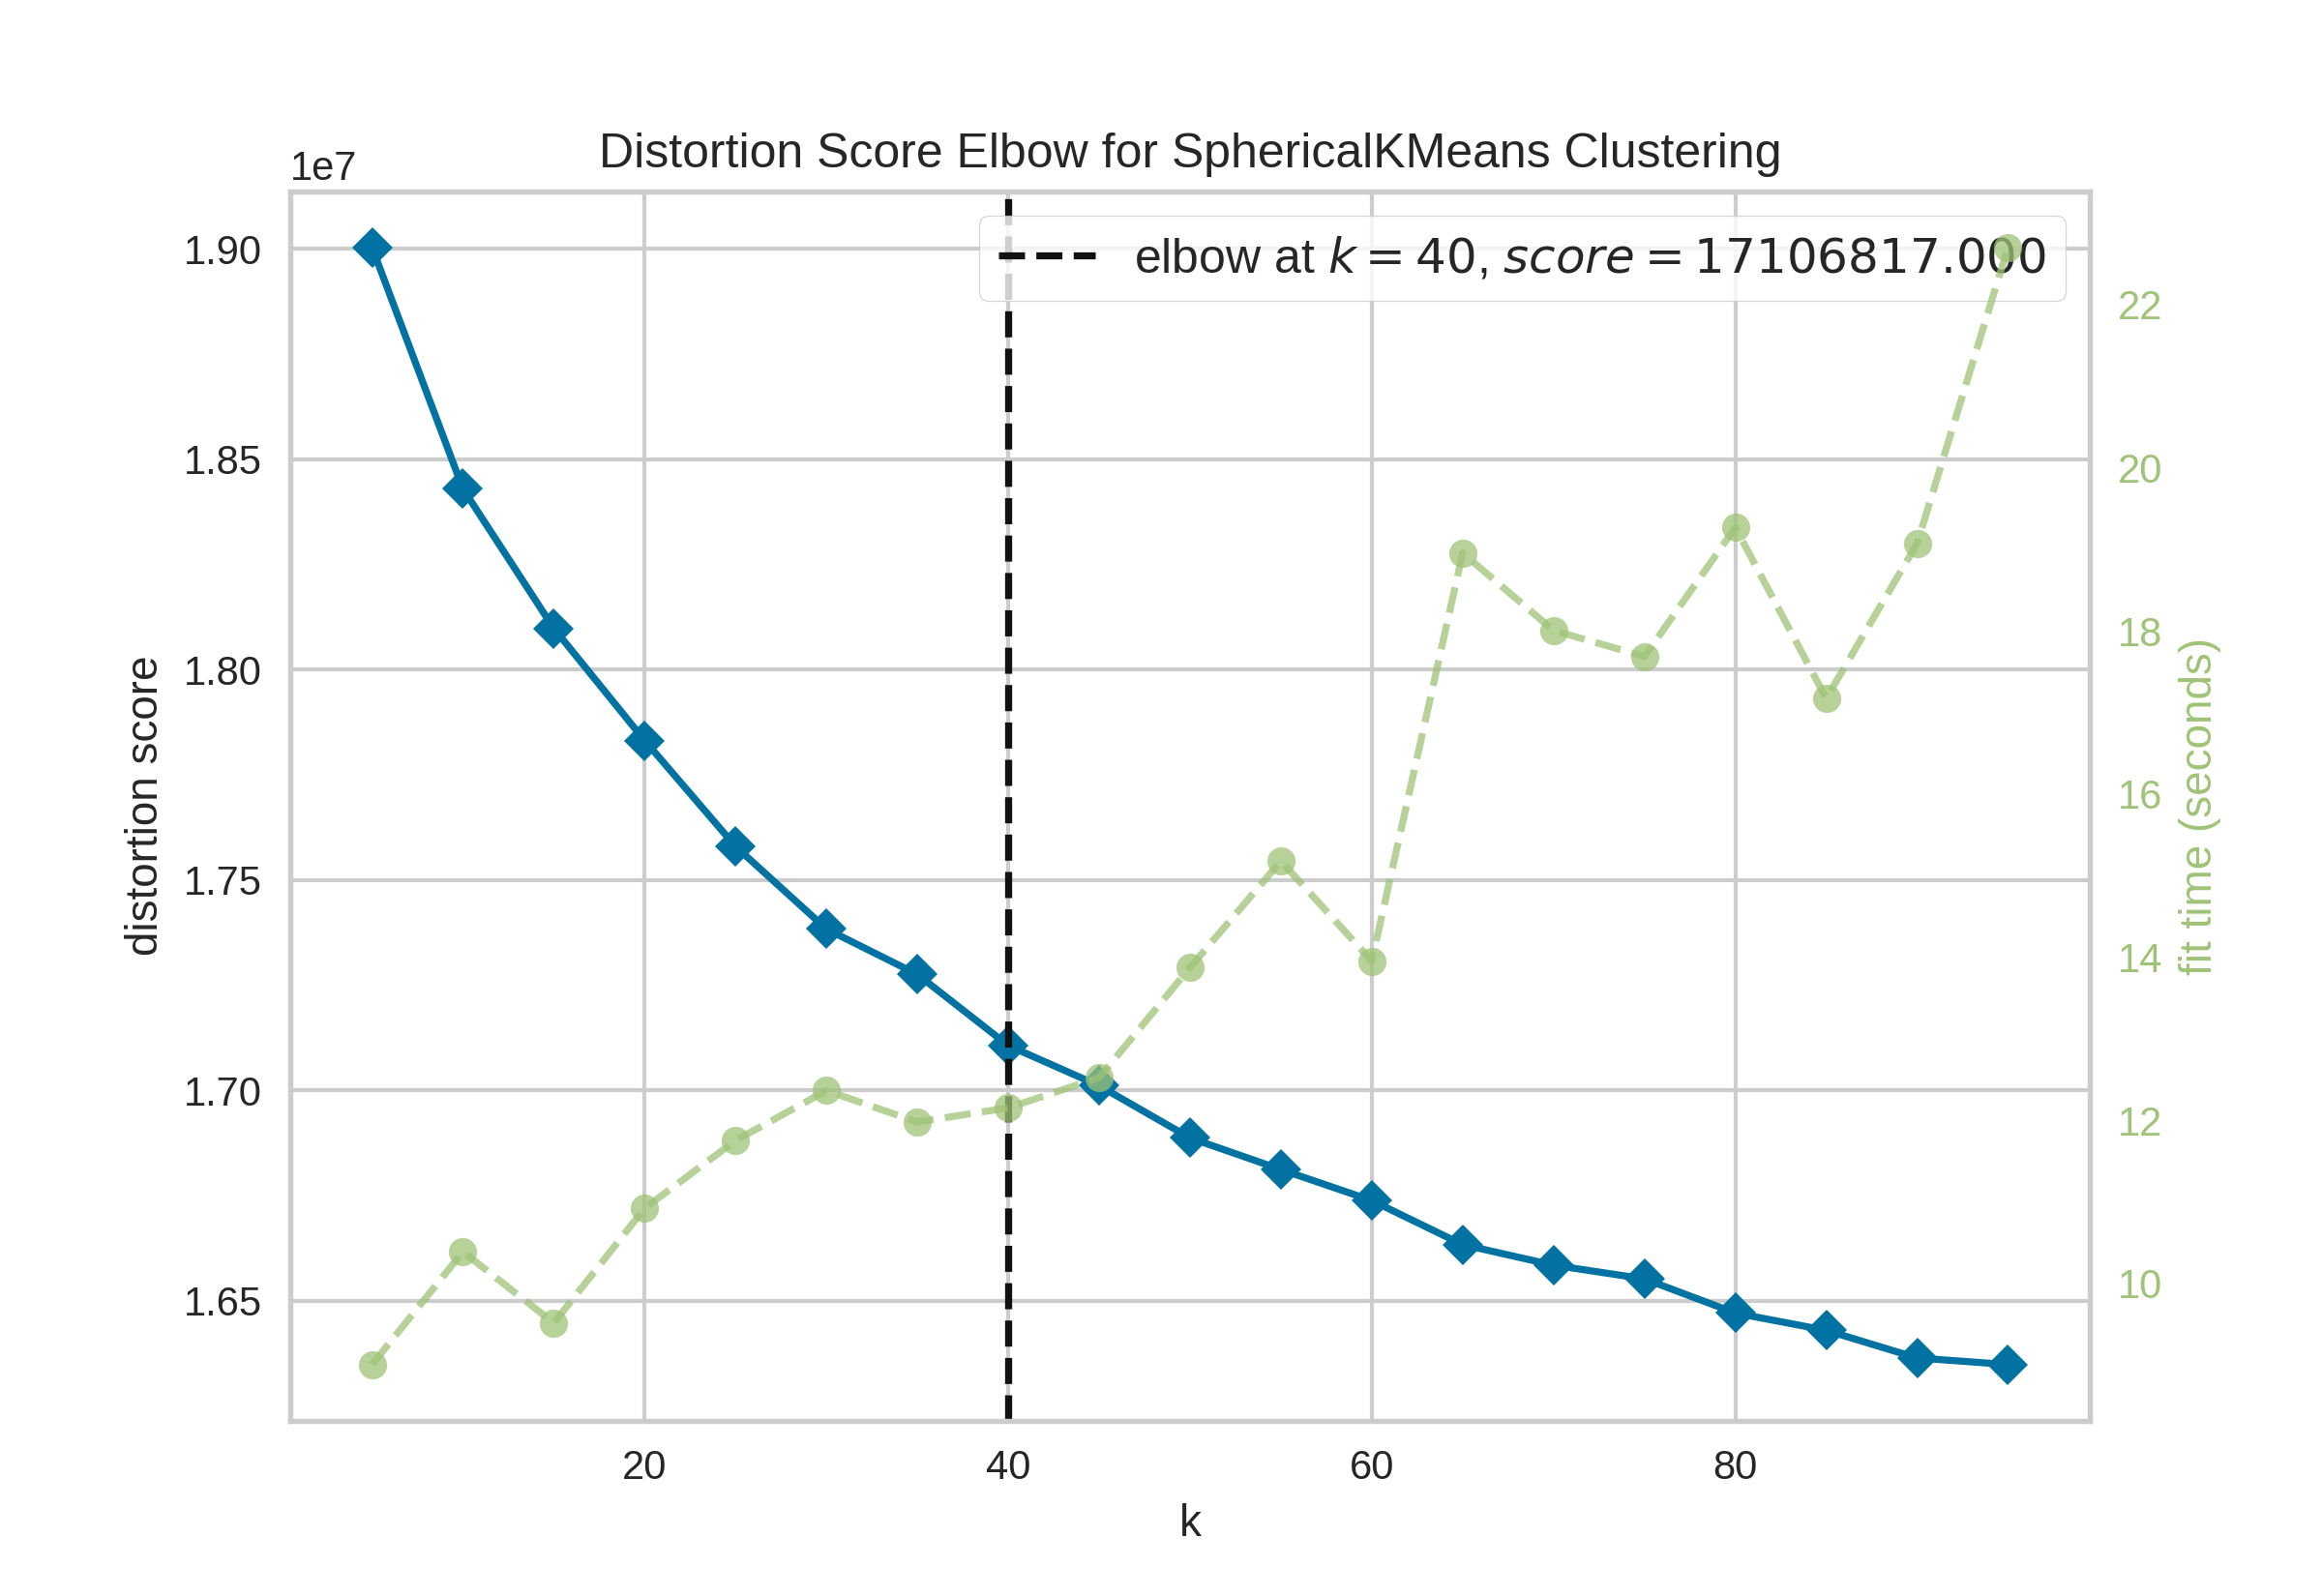 Distortion Score Elbow for SphericalKMeans Clustering
1e7
elbow at k = 40, score = 17106817.000
1.90
1.85
1.80
1.75
1.70
1.65
distortion score
22
20
18
16
14
12
10
fit time (seconds)
20 40 60 80
k